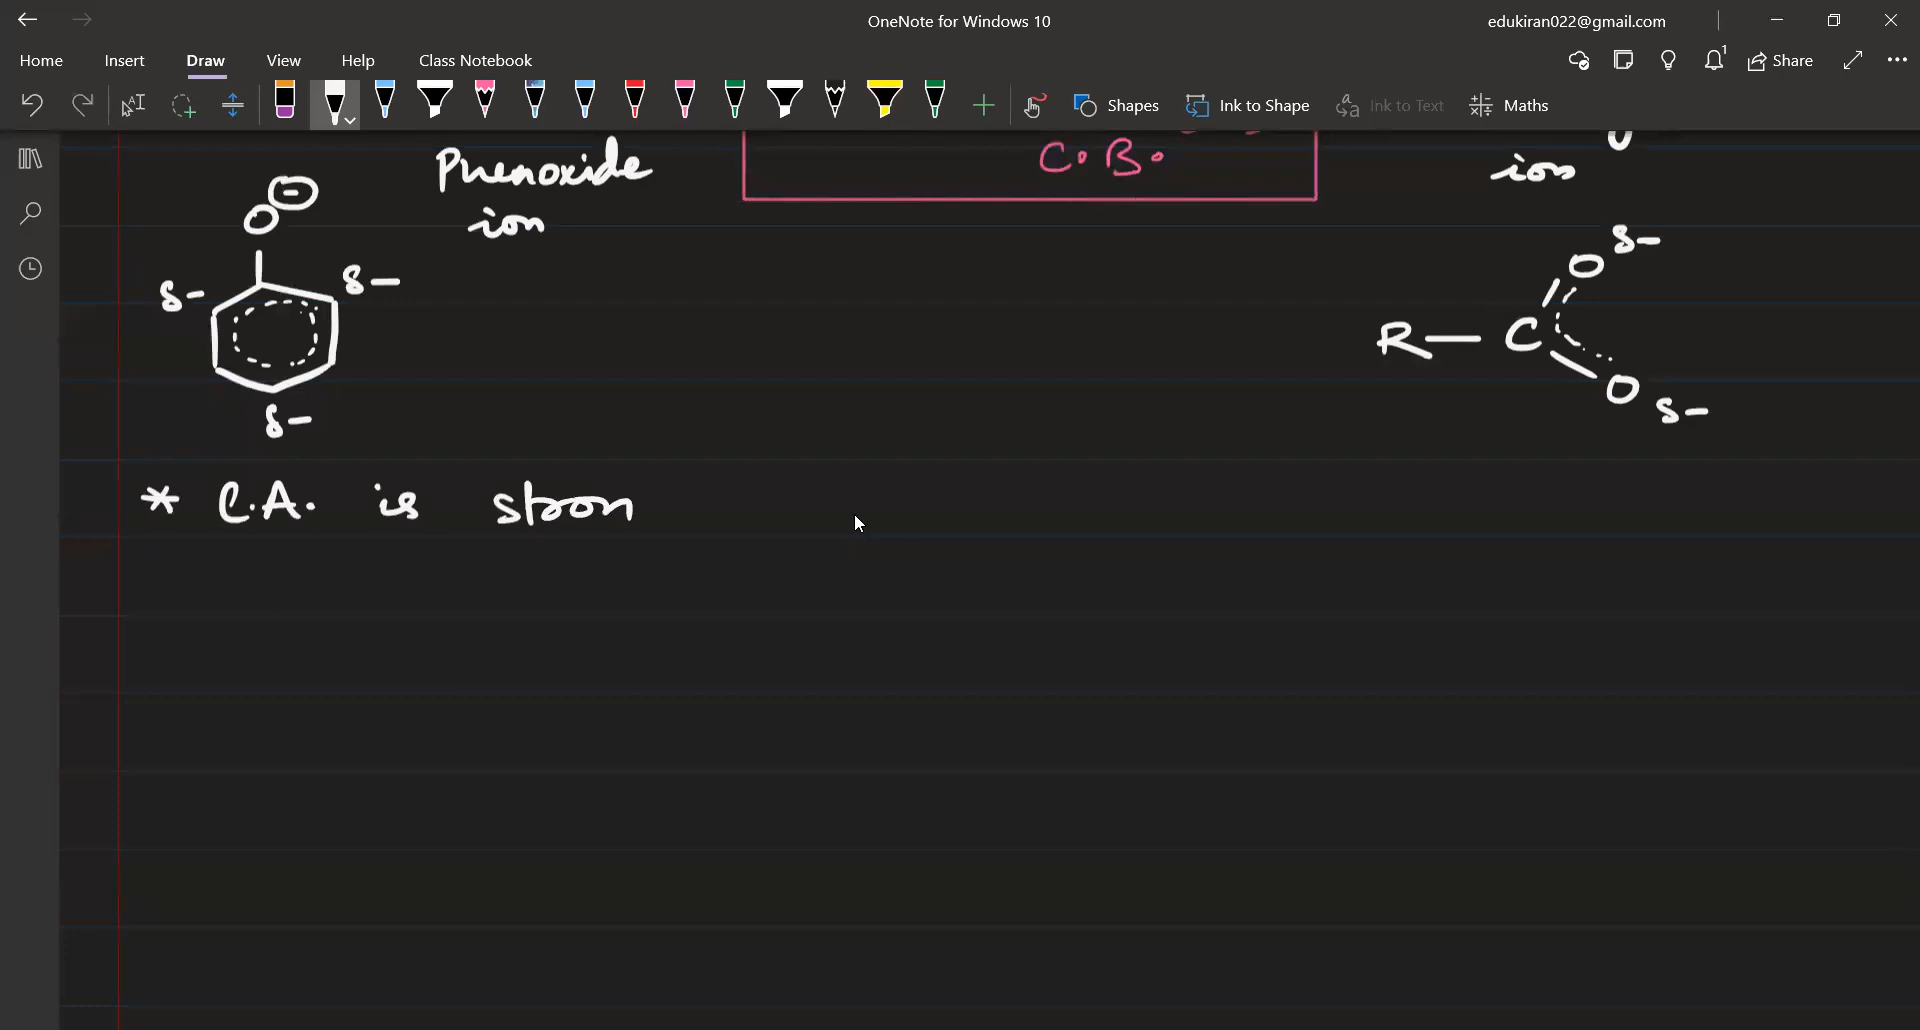 OneNote for Windows 10
edukiran022@gmail.com
Home Insert Draw View Help Class Notebook
1
Share
Shapes Ink to Shape Ink to Text Maths
Phenoxide
ion
C.B.
ion
O
δ-
δ-
δ-
O δ-
R-C
O δ-
* C.A. is stron